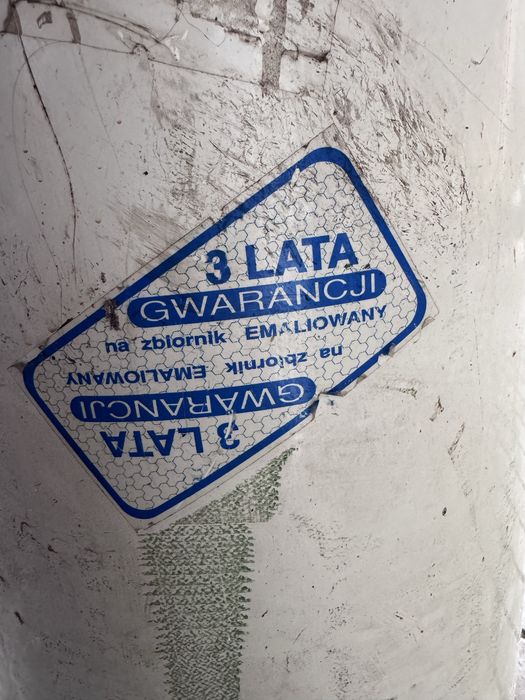 3 LATA
GWARANCJI
na zbiornik EMALIOWANY
na zbiornik EMALIOWANY
GWARANCJI
3 LATA